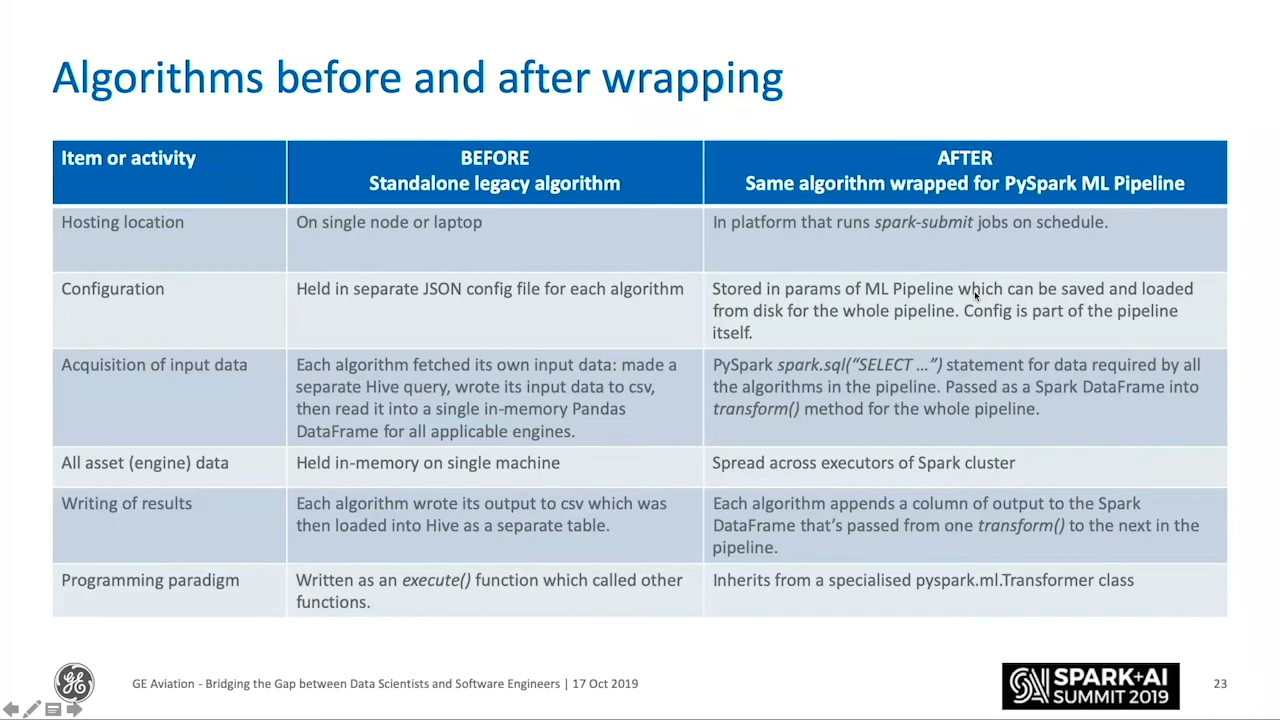 Algorithms before and after wrapping
Item or activity
BEFORE
Standalone legacy algorithm
AFTER
Same algorithm wrapped for PySpark ML Pipeline
Hosting location
On single node or laptop
In platform that runs spark-submit jobs on schedule.
Configuration
Held in separate JSON config file for each algorithm
Stored in params of ML Pipeline which can be saved and loaded
from disk for the whole pipeline. Config is part of the pipeline
itself.
Acquisition of input data
Each algorithm fetched its own input data: made a
separate Hive query, wrote its input data to csv,
then read it into a single in-memory Pandas
DataFrame for all applicable engines.
PySpark spark.sql(“SELECT …”) statement for data required by all
the algorithms in the pipeline. Passed as a Spark DataFrame into
transform() method for the whole pipeline.
All asset (engine) data
Held in-memory on single machine
Spread across executors of Spark cluster
Writing of results
Each algorithm wrote its output to csv which was
then loaded into Hive as a separate table.
Each algorithm appends a column of output to the Spark
DataFrame that’s passed from one transform() to the next in the
pipeline.
Programming paradigm
Written as an execute() function which called other
functions.
Inherits from a specialised pyspark.ml.Transformer class
GE
GE Aviation - Bridging the Gap between Data Scientists and Software Engineers | 17 Oct 2019
SPARK+AI
SUMMIT 2019
23